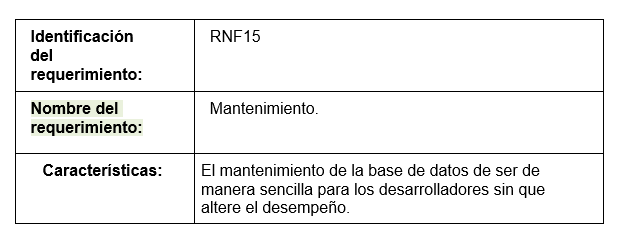 Identificación RNF15
del
requerimiento:
Nombre del Mantenimiento.
requerimiento:
Características: El mantenimiento de la base de datos de ser de
manera sencilla para los desarrolladores sin que
altere el desempeño.